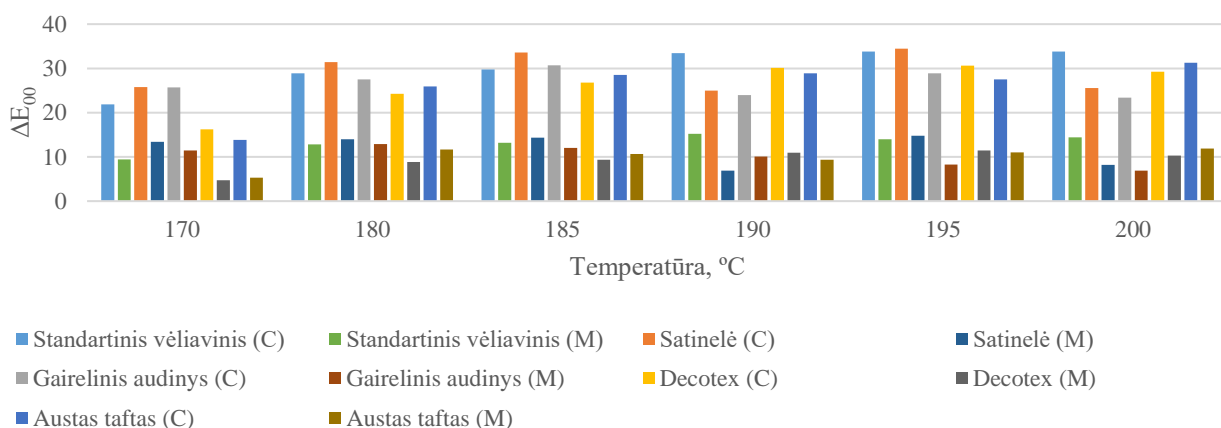 40
30
20
10
0
ΔE00
170 180 185 190 195 200
Temperatūra, ºC
Standartinis vėliavinis (C) Standartinis vėliavinis (M) Satinelė (C) Satinelė (M)
Gairelinis audinys (C) Gairelinis audinys (M) Decotex (C) Decotex (M)
Austas taftas (C) Austas taftas (M)